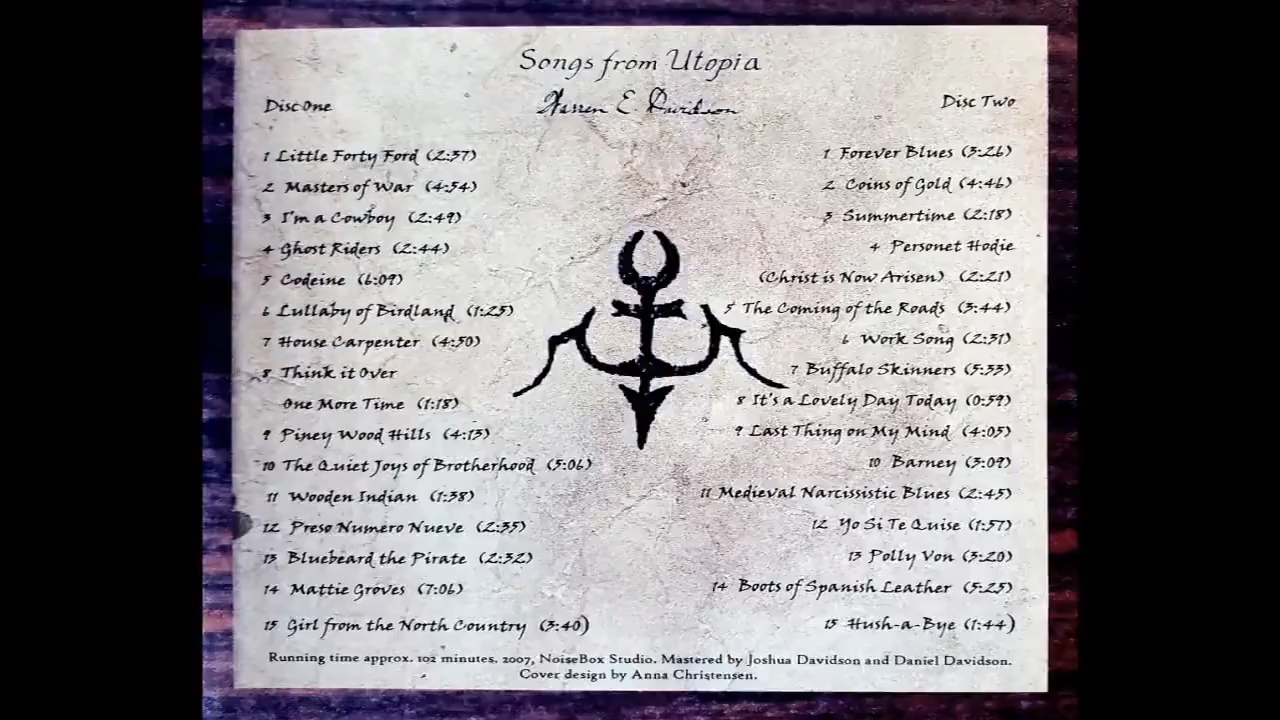 Songs from Utopia
Warren E. Davidson
Disc One
1 Little Forty Ford (2:37)
2 Masters of War (4:54)
3 I'm a Cowboy (2:49)
4 Ghost Riders (2:44)
5 Codeine (6:09)
6 Lullaby of Birdland (1:25)
7 House Carpenter (4:50)
8 Think it Over
One More Time (1:18)
9 Piney Wood Hills (4:13)
10 The Quiet Joys of Brotherhood (5:06)
11 Wooden Indian (1:38)
12 Preso Numero Nueve (2:35)
13 Bluebeard the Pirate (2:32)
14 Mattie Groves (7:06)
15 Girl from the North Country (3:40)
Disc Two
1 Forever Blues (3:26)
2 Coins of Gold (4:46)
3 Summertime (2:18)
4 Personet Hodie
(Christ is Now Arisen) (2:21)
5 The Coming of the Roads (3:44)
6 Work Song (2:31)
7 Buffalo Skinners (5:33)
8 It's a Lovely Day Today (0:59)
9 Last Thing on My Mind (4:05)
10 Barney (3:09)
11 Medieval Narcissistic Blues (2:45)
12 Yo Si Te Quise (1:57)
13 Polly Von (3:20)
14 Boots of Spanish Leather (5:25)
15 Hush-a-Bye (1:44)
Running time approx. 102 minutes. 2007, NoiseBox Studio. Mastered by Joshua Davidson and Daniel Davidson.
Cover design by Anna Christensen.